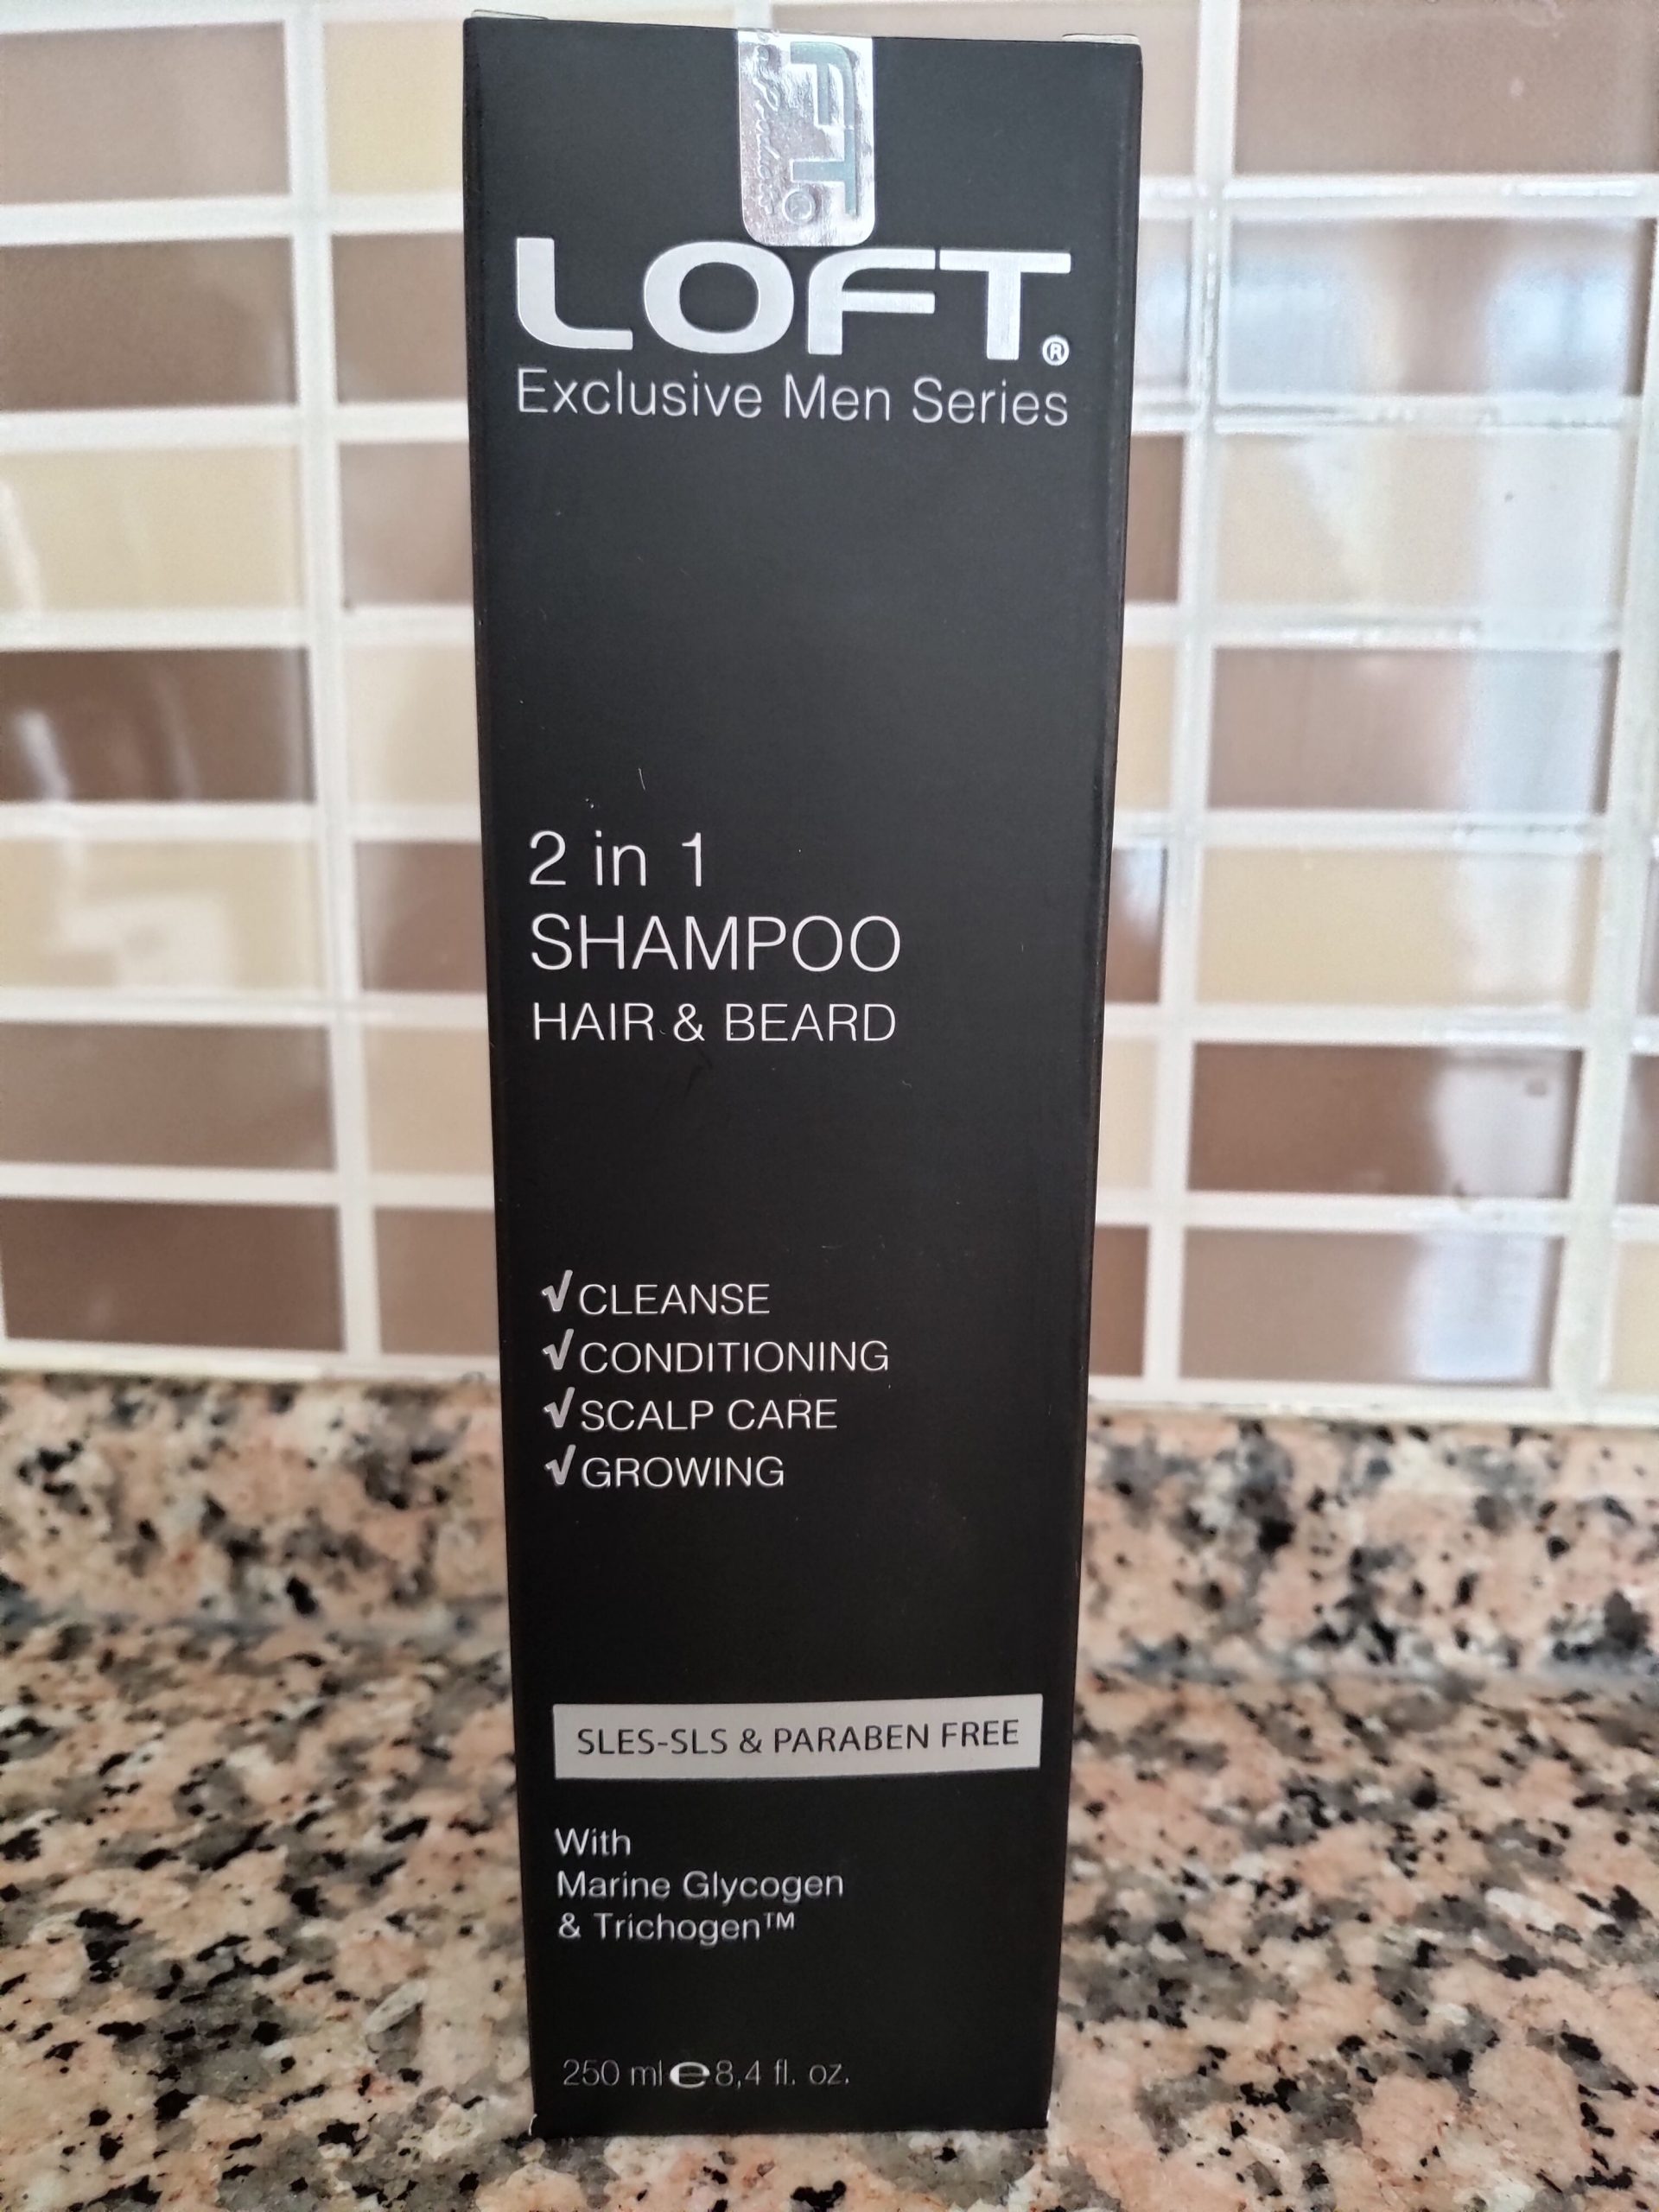 LOFT®
Exclusive Men Series
2 in 1
SHAMPOO
HAIR & BEARD
√CLEANSE
√CONDITIONING
√SCALP CARE
√GROWING
SLES-SLS & PARABEN FREE
With
Marine Glycogen
& Trichogen™
250 ml ℮ 8,4 fl. oz.